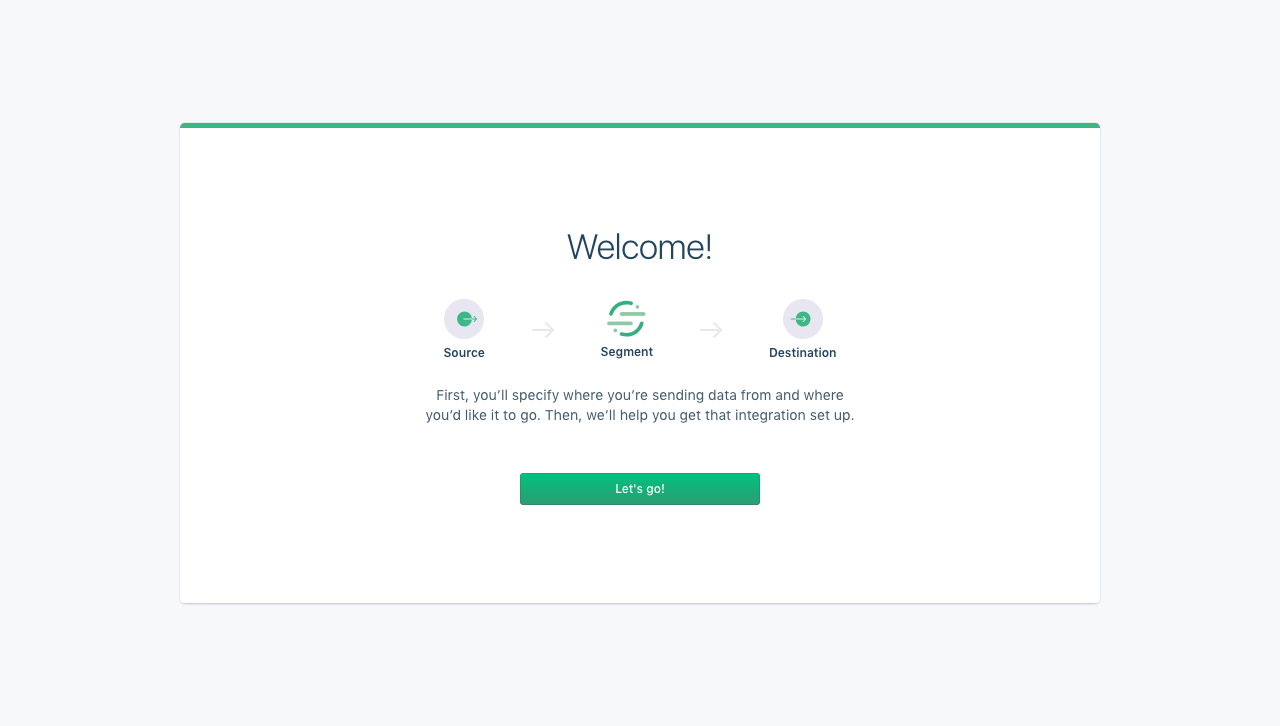 Welcome!
Source
Segment
Destination
First, you’ll specify where you’re sending data from and where
you’d like it to go. Then, we’ll help you get that integration set up.
Let's go!